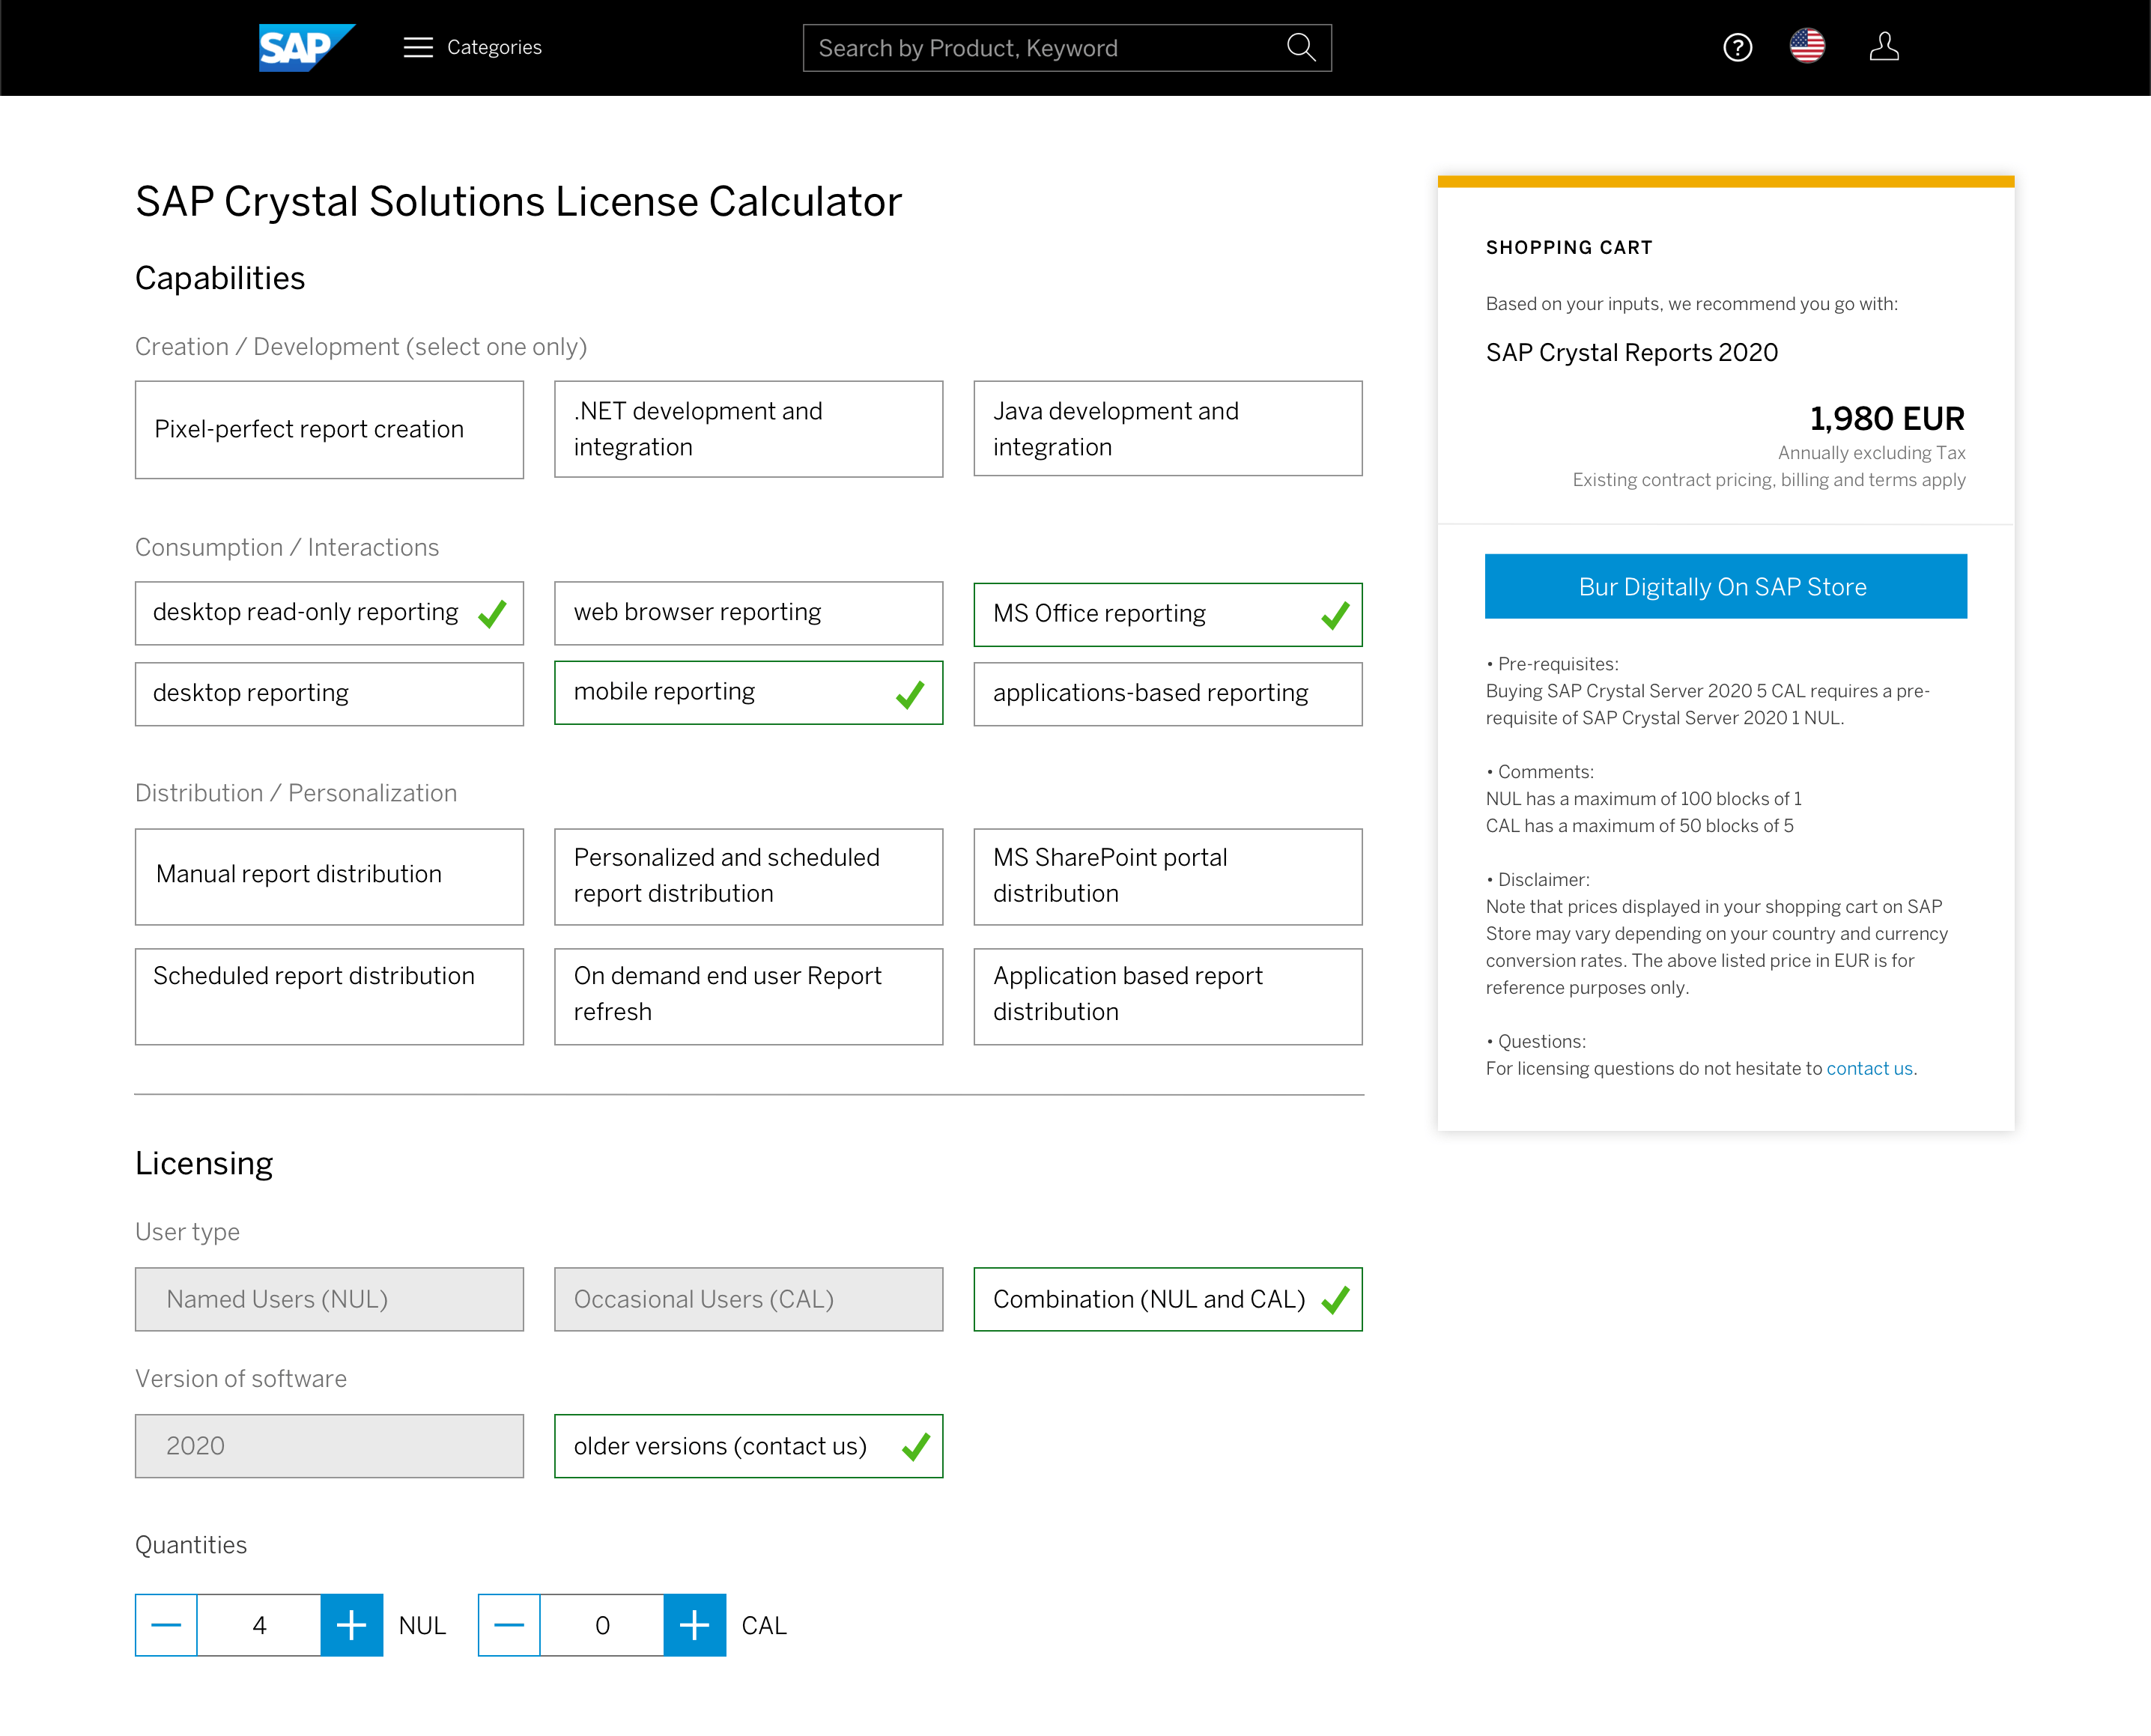 SAP
Categories
Search by Product, Keyword
?
SAP Crystal Solutions License Calculator
Capabilities
Creation / Development (select one only)
Pixel-perfect report creation
.NET development and
integration
Java development and
integration
Consumption / Interactions
desktop read-only reporting
web browser reporting
MS Office reporting
desktop reporting
mobile reporting
applications-based reporting
Distribution / Personalization
Manual report distribution
Personalized and scheduled
report distribution
MS SharePoint portal
distribution
Scheduled report distribution
On demand end user Report
refresh
Application based report
distribution
Licensing
User type
Named Users (NUL)
Occasional Users (CAL)
Combination (NUL and CAL)
Version of software
2020
older versions (contact us)
Quantities
4
NUL
0
CAL
SHOPPING CART
Based on your inputs, we recommend you go with:
SAP Crystal Reports 2020
1,980 EUR
Annually excluding Tax
Existing contract pricing, billing and terms apply
Bur Digitally On SAP Store
• Pre-requisites:
Buying SAP Crystal Server 2020 5 CAL requires a pre-
requisite of SAP Crystal Server 2020 1 NUL.
• Comments:
NUL has a maximum of 100 blocks of 1
CAL has a maximum of 50 blocks of 5
• Disclaimer:
Note that prices displayed in your shopping cart on SAP
Store may vary depending on your country and currency
conversion rates. The above listed price in EUR is for
reference purposes only.
• Questions:
For licensing questions do not hesitate to contact us.